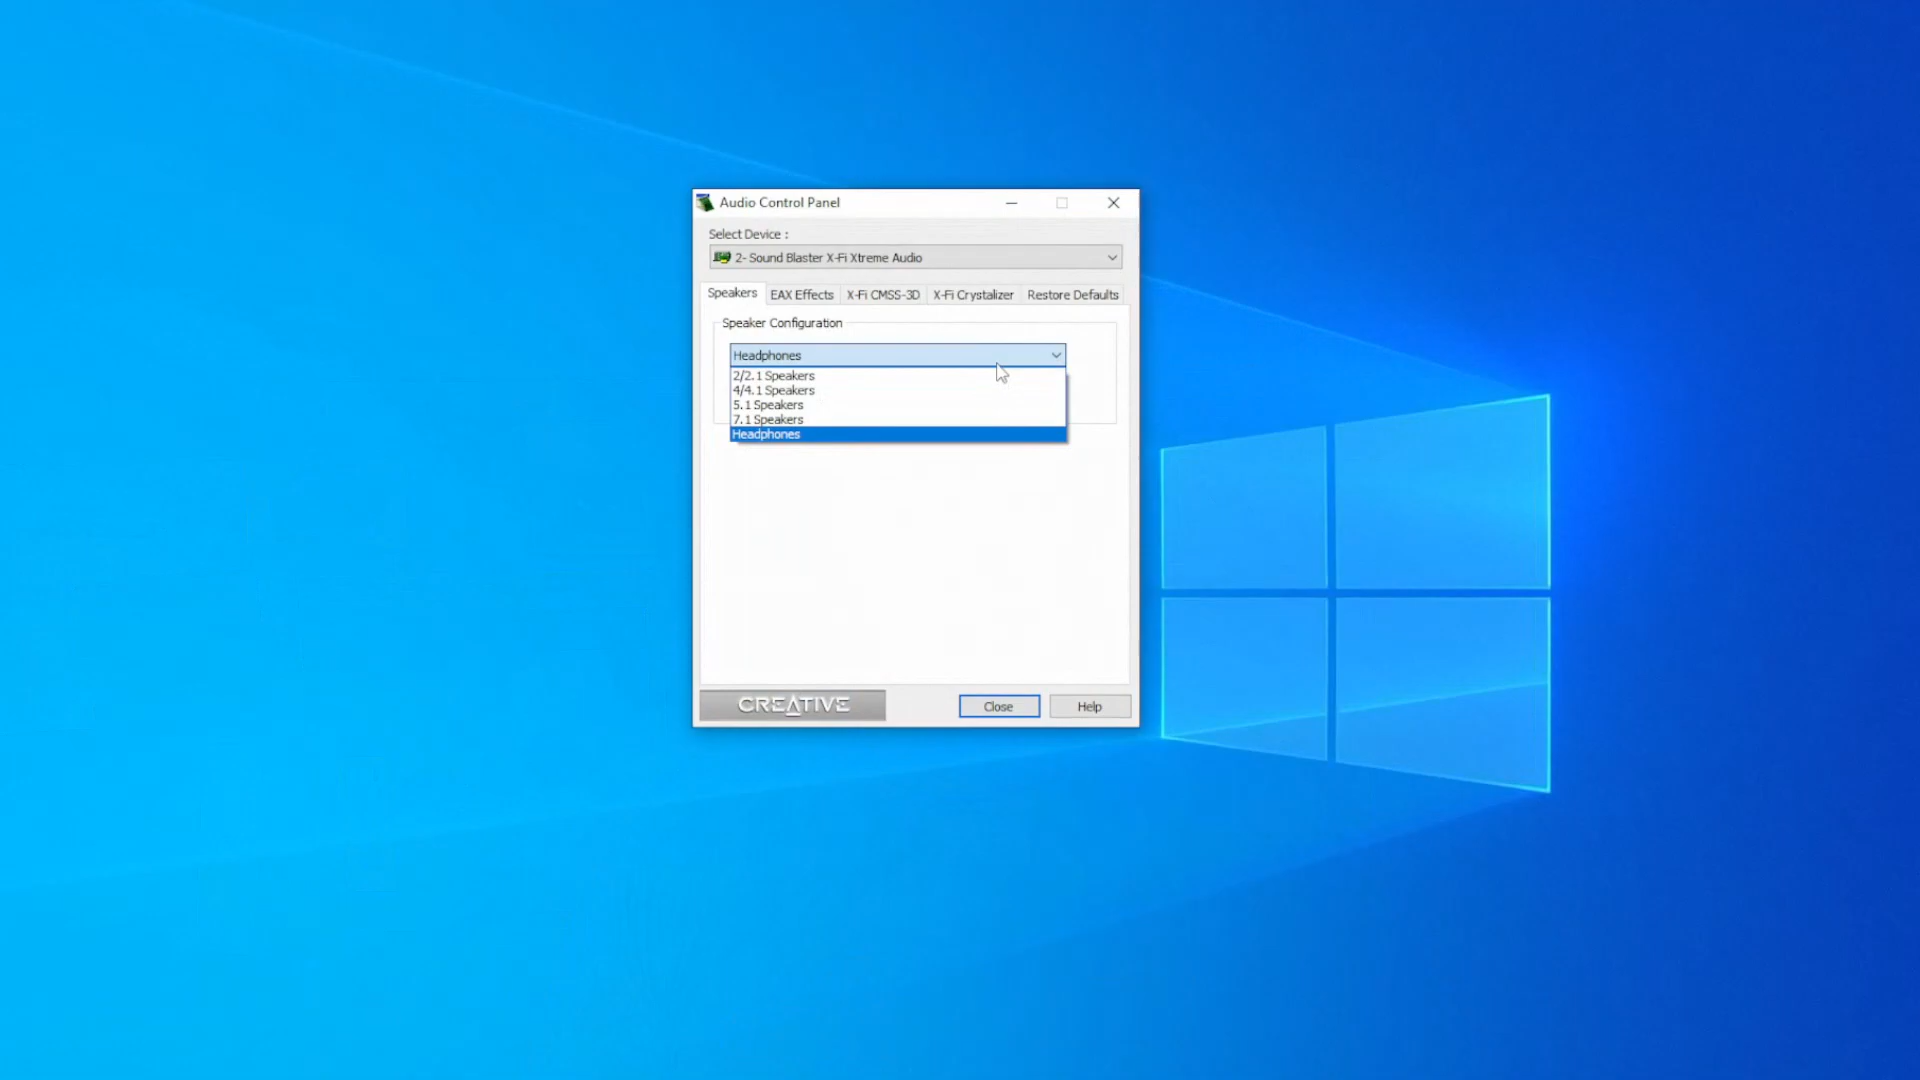 Audio Control Panel
Select Device :
2- Sound Blaster X-Fi Xtreme Audio
Speakers EAX Effects X-Fi CMSS-3D X-Fi Crystalizer Restore Defaults
Speaker Configuration
Headphones
2/2.1 Speakers
4/4.1 Speakers
5.1 Speakers
7.1 Speakers
Headphones
CREATIVE Close Help